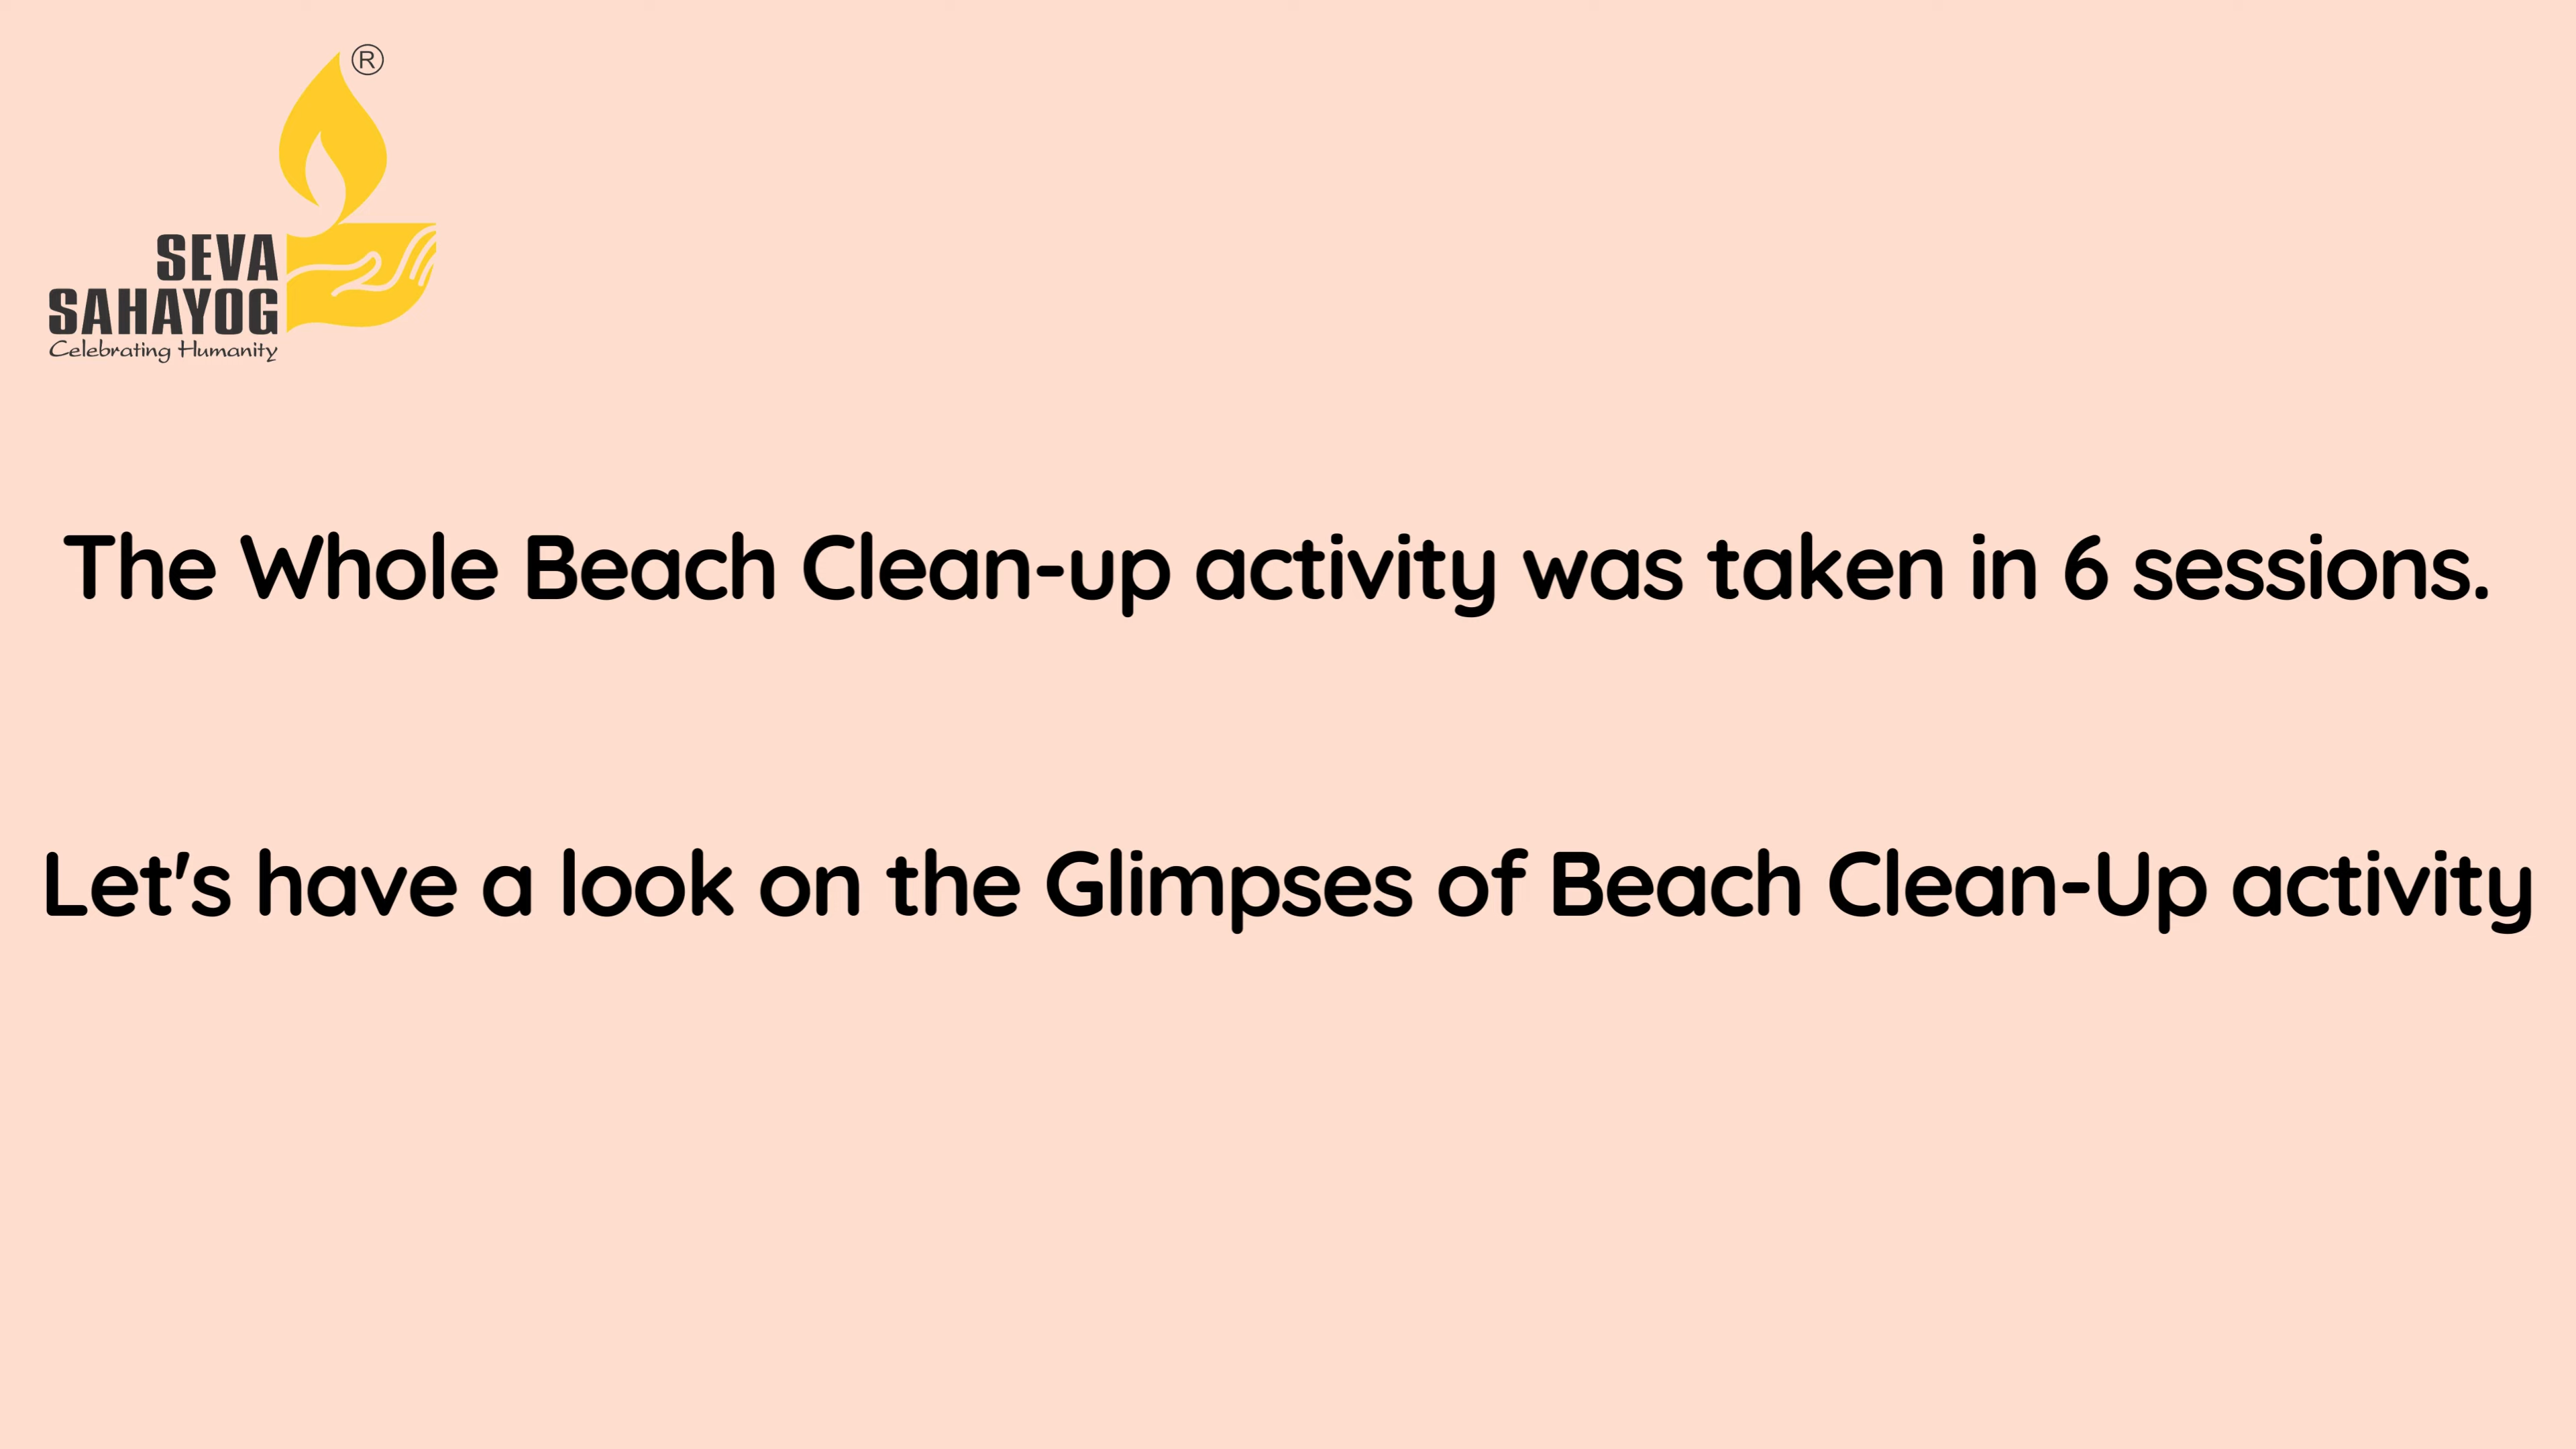 ®
SEVA
SAHAYOG
Celebrating Humanity
The Whole Beach Clean-up activity was taken in 6 sessions.
Let's have a look on the Glimpses of Beach Clean-Up activity